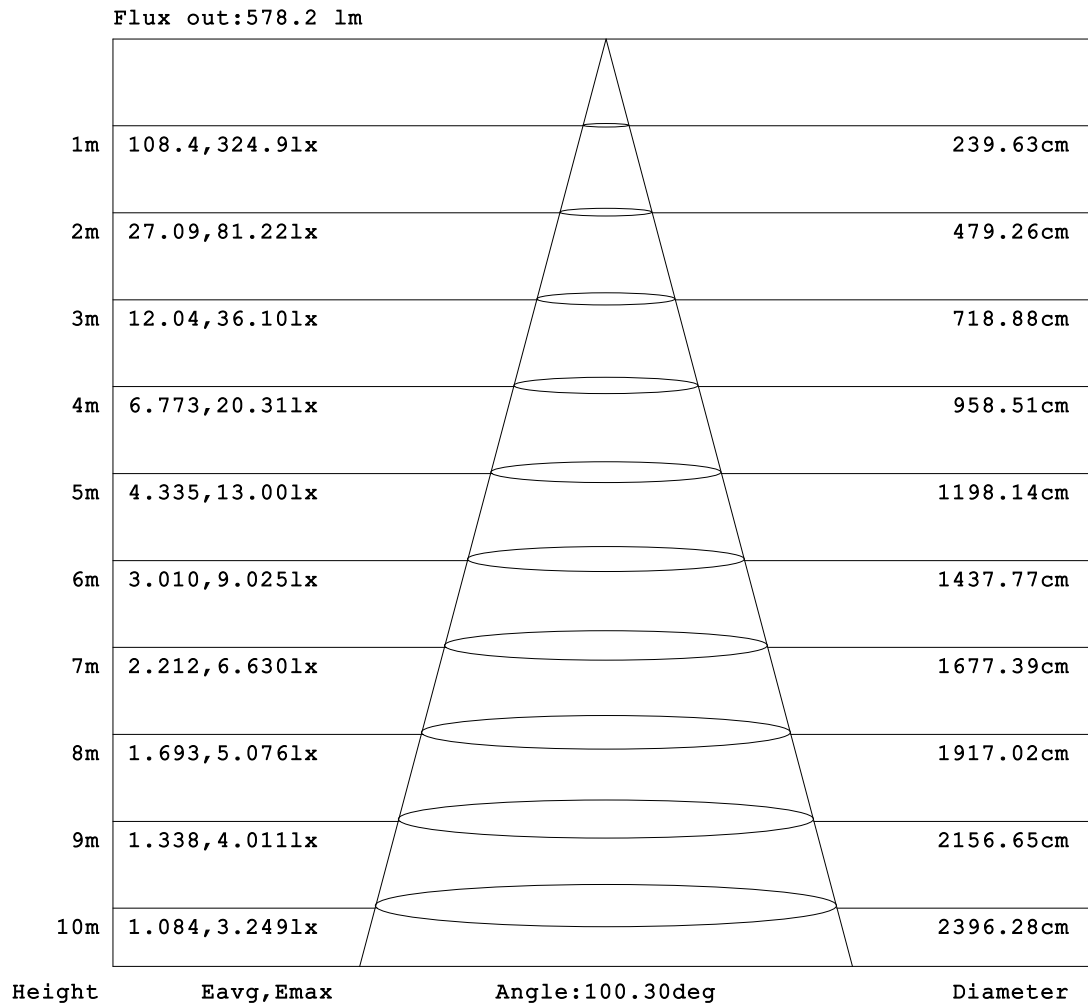 Flux out:578.2 lm
1m 108.4,324.9lx 239.63cm
2m 27.09,81.22lx 479.26cm
3m 12.04,36.10lx 718.88cm
4m 6.773,20.31lx 958.51cm
5m 4.335,13.00lx 1198.14cm
6m 3.010,9.025lx 1437.77cm
7m 2.212,6.630lx 1677.39cm
8m 1.693,5.076lx 1917.02cm
9m 1.338,4.011lx 2156.65cm
10m 1.084,3.249lx 2396.28cm
Height Eavg,Emax Angle:100.30deg Diameter